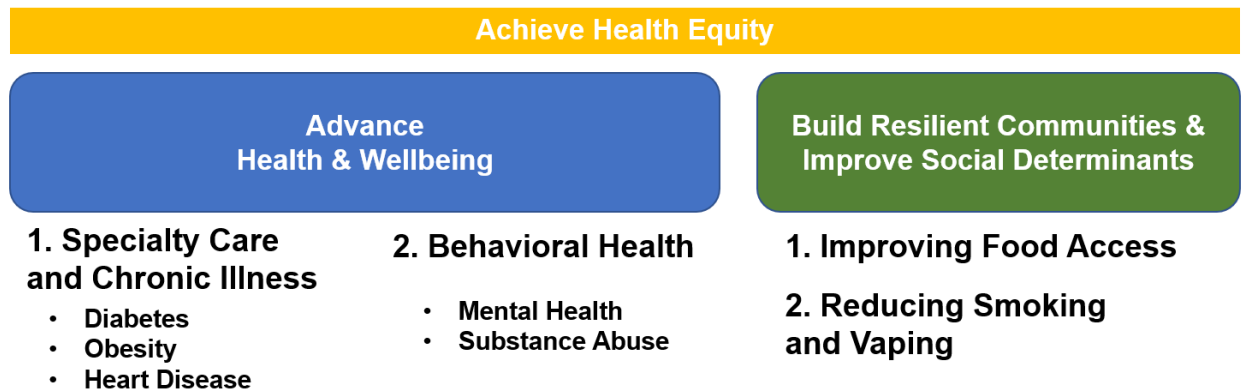 Achieve Health Equity
Advance
Health & Wellbeing
1. Specialty Care
and Chronic Illness
• Diabetes
• Obesity
• Heart Disease
2. Behavioral Health
• Mental Health
• Substance Abuse
Build Resilient Communities &
Improve Social Determinants
1. Improving Food Access
2. Reducing Smoking
and Vaping